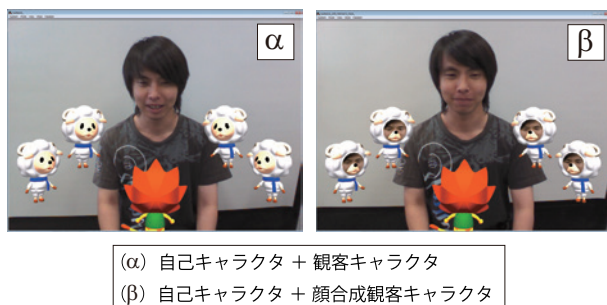 α
β
(α) 自己キャラクタ + 観客キャラクタ
(β) 自己キャラクタ + 顔合成観客キャラクタ